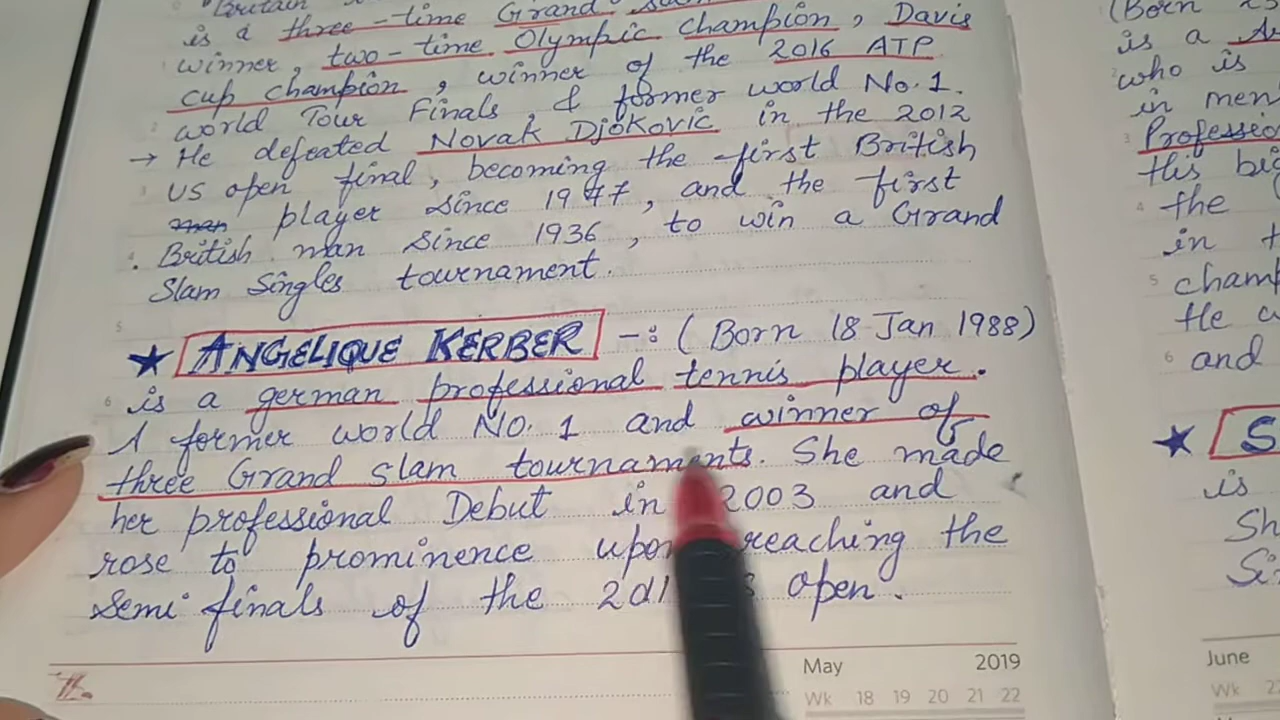 "Britain
is a three-time Grand
winner, two-time Olympic champion, Davis
cup champion, winner of the 2016 ATP
world Tour Finals, & former world No.1.
→ He defeated Novak Djokovic in the 2012
US open final, becoming the first British
man player since 1977, and the first
British man since 1936, to win a Grand
Slam Singles tournament.
★ ANGELIQUE KERBER -: (Born 18 Jan 1988)
is a german professional tennis player.
A former world No. 1 and winner of
three Grand Slam tournaments. She made
her professional Debut in 2003 and
rose to prominence upon reaching the
Semi finals of the open.
May 2019
Wk 18 19 20 21 22
(Born
is a
who is
in men
Professio
this big
the
in
champ
He
and
★ S
is
Sh
Si
June
Wk